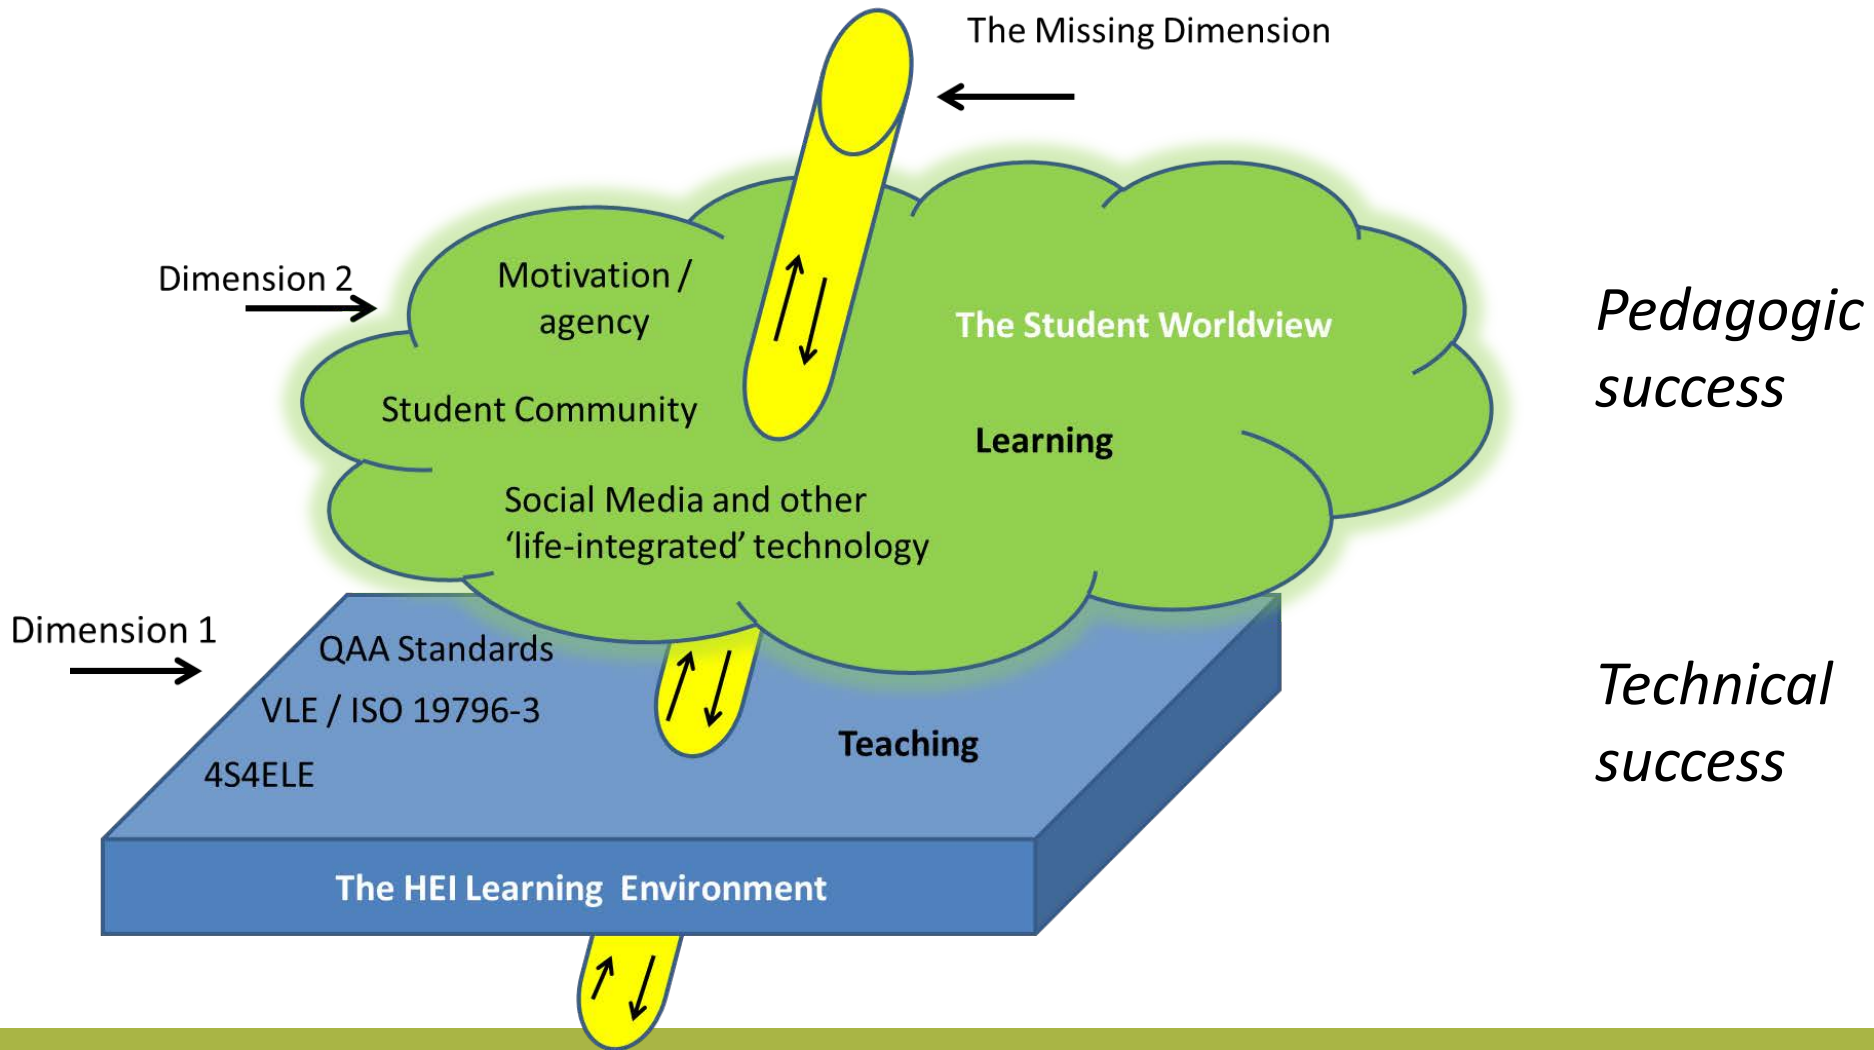 The Missing Dimension
Dimension 2
Motivation /
agency
The Student Worldview
Pedagogic
success
Student Community
Learning
Social Media and other
‘life-integrated’ technology
Dimension 1
QAA Standards
VLE / ISO 19796-3
4S4ELE
Teaching
Technical
success
The HEI Learning  Environment